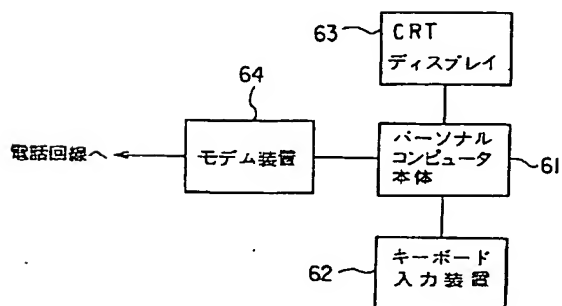 63
CRT
ディスプレイ
64
電話回線へ
モデム装置
パーソナル
コンピュータ
本体
61
62
キーボード
入力装置